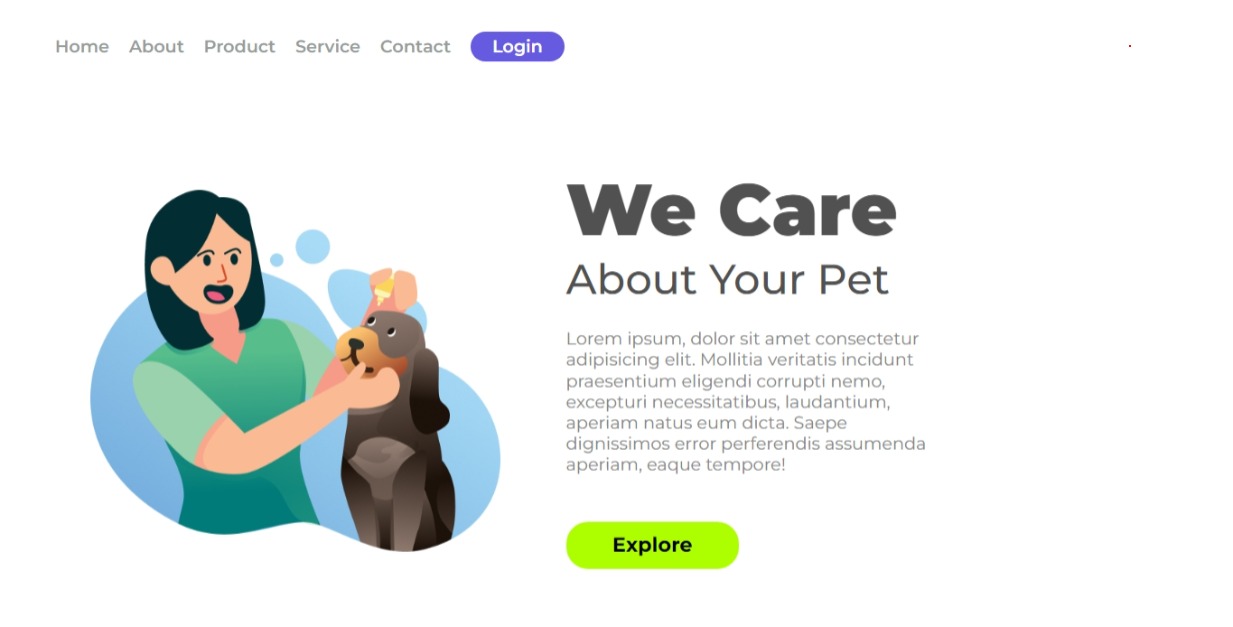 Home About Product Service Contact Login
We Care
About Your Pet
Lorem ipsum, dolor sit amet consectetur
adipisicing elit. Mollitia veritatis incidunt
praesentium eligendi corrupti nemo,
excepturi necessitatibus, laudantium,
aperiam natus eum dicta. Saepe
dignissimos error perferendis assumenda
aperiam, eaque tempore!
Explore